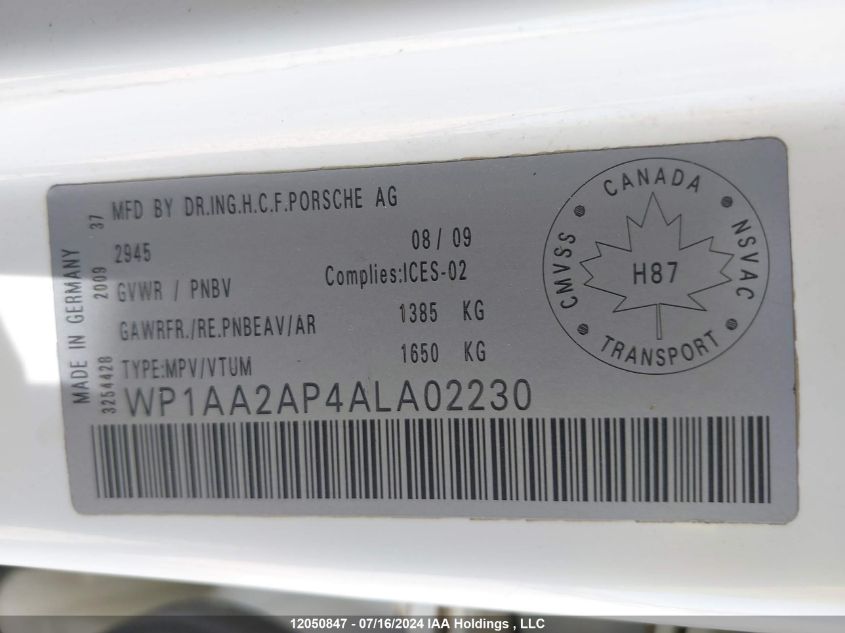 MFD BY DR.ING.H.C.F.PORSCHE AG
2945 08/ 09
GVWR / PNBV Complies:ICES-02
GAWRFR./RE.PNBEAV/AR 1385 KG
TYPE:MPV/VTUM 1650 KG
WP1AA2AP4ALA02230
MADE IN GERMANY
3254428 2009 37
CANADA
CMVSS
NSVAC
H87
TRANSPORT
12050847 - 07/16/2024 IAA Holdings , LLC